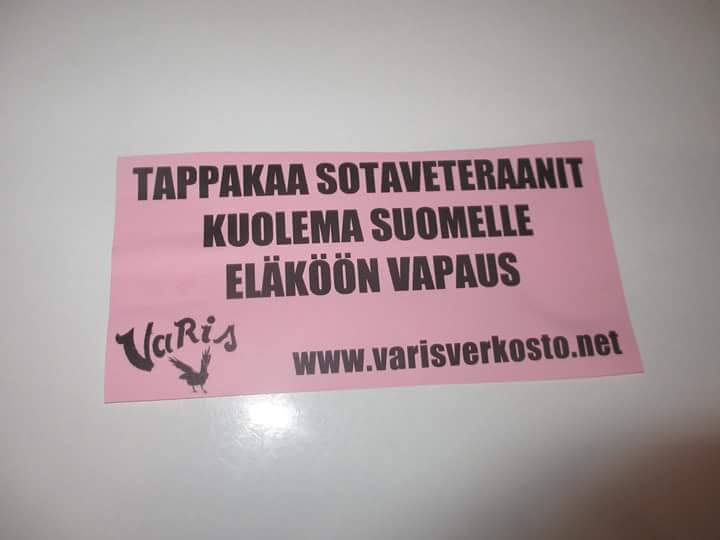 TAPPAKAA SOTAVETERAANIT
KUOLEMA SUOMELLE
ELÄKÖÖN VAPAUS
VaRis
www.varisverkosto.net